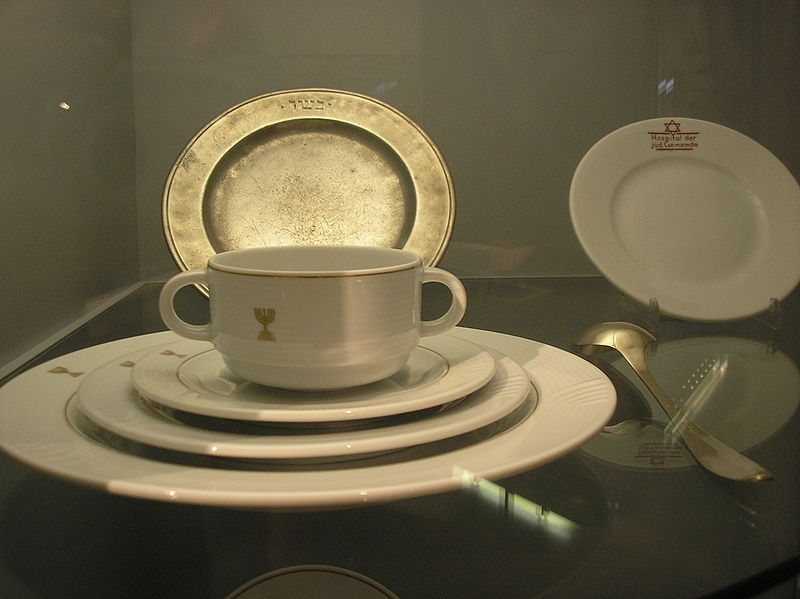 בשר
Hospital der
jüd Gemeinde